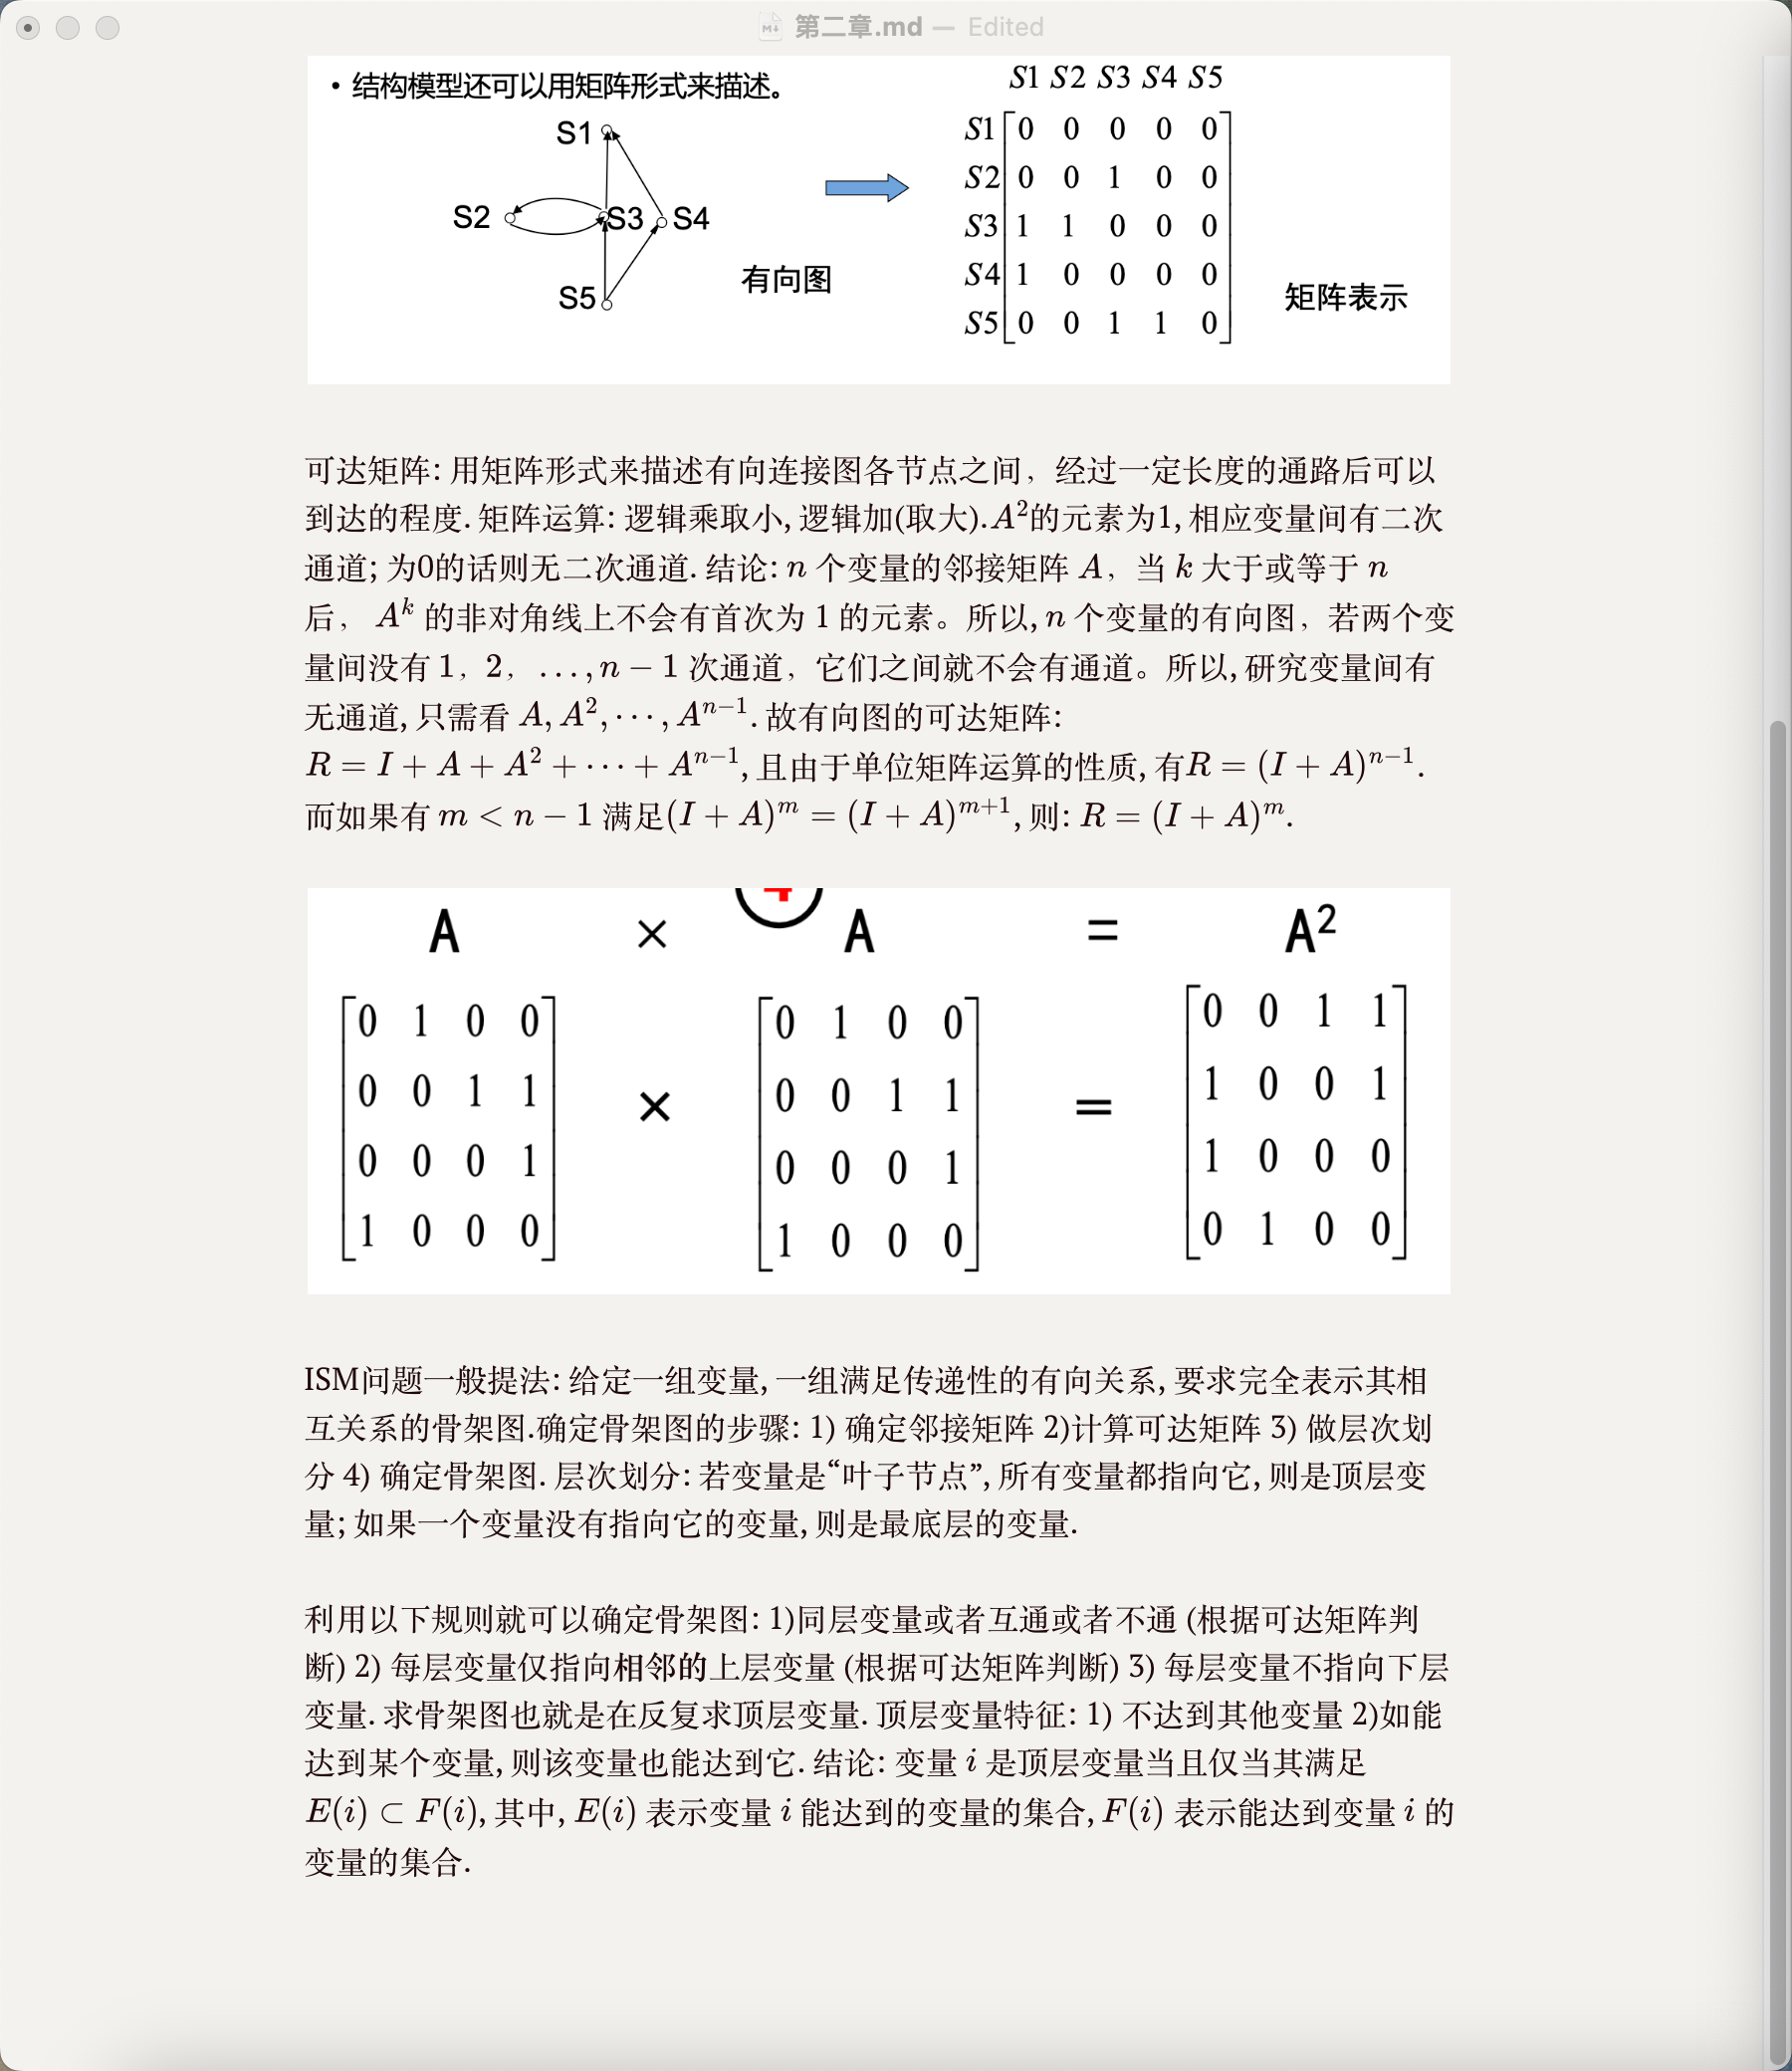 第二章.md — Edited
• 结构模型还可以用矩阵形式来描述。
S1
S2
S3
S4
S5
有向图
S1 S2 S3 S4 S5
S1 0 0 0 0 0
S2 0 0 1 0 0
S3 1 1 0 0 0
S4 1 0 0 0 0
S5 0 0 1 1 0
矩阵表示
可达矩阵: 用矩阵形式来描述有向连接图各节点之间，经过一定长度的通路后可以
到达的程度. 矩阵运算: 逻辑乘取小, 逻辑加(取大).A²的元素为1, 相应变量间有二次
通道; 为0的话则无二次通道. 结论: n 个变量的邻接矩阵 A，当 k 大于或等于 n
后， Aᵏ 的非对角线上不会有首次为 1 的元素。所以, n 个变量的有向图，若两个变
量间没有 1，2，…, n − 1 次通道，它们之间就不会有通道。所以, 研究变量间有
无通道, 只需看 A, A², ⋯, Aⁿ⁻¹. 故有向图的可达矩阵:
R = I + A + A² + ⋯ + Aⁿ⁻¹, 且由于单位矩阵运算的性质, 有R = (I + A)ⁿ⁻¹.
而如果有 m < n − 1 满足(I + A)ᵐ = (I + A)ᵐ⁺¹, 则: R = (I + A)ᵐ.
A × A = A²
0 1 0 0
0 0 1 1
0 0 0 1
1 0 0 0
×
0 1 0 0
0 0 1 1
0 0 0 1
1 0 0 0
=
0 0 1 1
1 0 0 1
1 0 0 0
0 1 0 0
ISM问题一般提法: 给定一组变量, 一组满足传递性的有向关系, 要求完全表示其相
互关系的骨架图.确定骨架图的步骤: 1) 确定邻接矩阵 2)计算可达矩阵 3) 做层次划
分 4) 确定骨架图. 层次划分: 若变量是“叶子节点”, 所有变量都指向它, 则是顶层变
量; 如果一个变量没有指向它的变量, 则是最底层的变量.
利用以下规则就可以确定骨架图: 1)同层变量或者互通或者不通 (根据可达矩阵判
断) 2) 每层变量仅指向相邻的上层变量 (根据可达矩阵判断) 3) 每层变量不指向下层
变量. 求骨架图也就是在反复求顶层变量. 顶层变量特征: 1) 不达到其他变量 2)如能
达到某个变量, 则该变量也能达到它. 结论: 变量 i 是顶层变量当且仅当其满足
E(i) ⊂ F(i), 其中, E(i) 表示变量 i 能达到的变量的集合, F(i) 表示能达到变量 i 的
变量的集合.